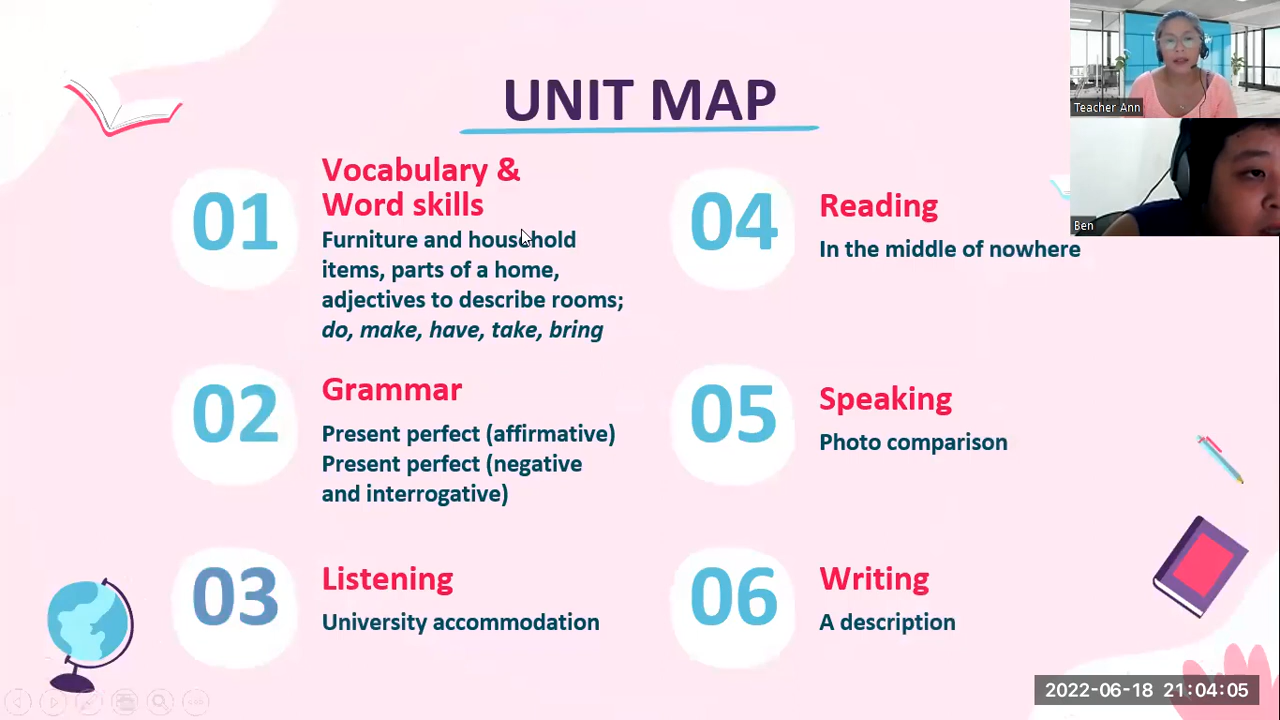 UNIT MAP
01
Vocabulary &
Word skills
Furniture and household
items, parts of a home,
adjectives to describe rooms;
do, make, have, take, bring
02
Grammar
Present perfect (affirmative)
Present perfect (negative
and interrogative)
03
Listening
University accommodation
04
Reading
In the middle of nowhere
05
Speaking
Photo comparison
06
Writing
A description
Teacher Ann
Ben
2022-06-18 21:04:05